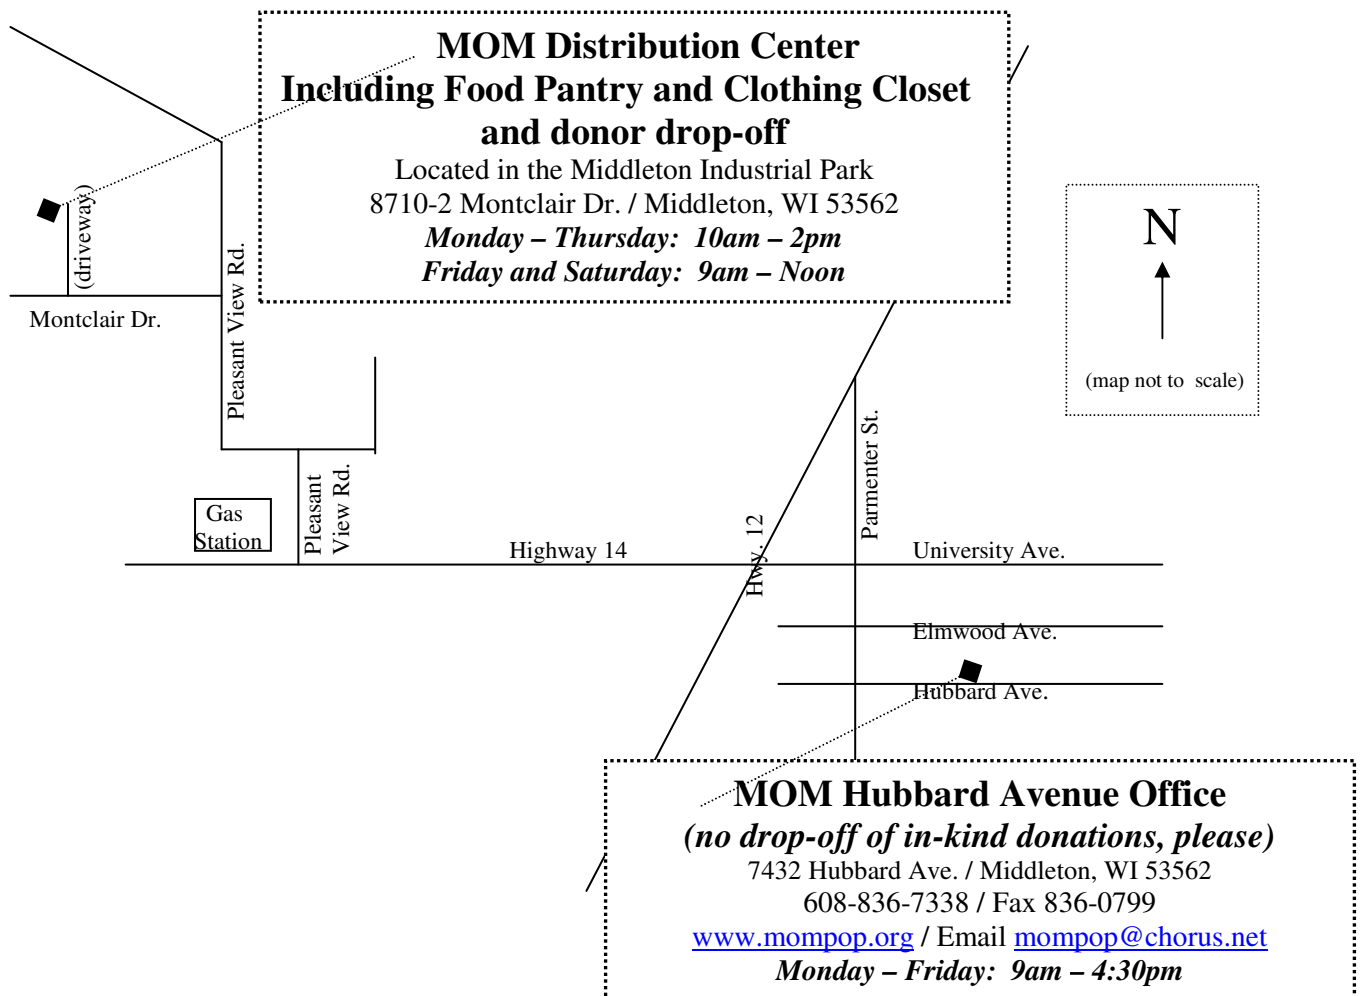 MOM Distribution Center
Including Food Pantry and Clothing Closet
and donor drop-off
Located in the Middleton Industrial Park
8710-2 Montclair Dr. / Middleton, WI 53562
Monday – Thursday:  10am – 2pm
Friday and Saturday:  9am – Noon
N
(map not to  scale)
(driveway)
Montclair Dr.
Pleasant View Rd.
Gas
Station
Pleasant
View Rd.
Highway 14
Hwy. 12
Parmenter St.
University Ave.
Elmwood Ave.
Hubbard Ave.
MOM Hubbard Avenue Office
(no drop-off of in-kind donations, please)
7432 Hubbard Ave. / Middleton, WI 53562
608-836-7338 / Fax 836-0799
www.mompop.org / Email mompop@chorus.net
Monday – Friday:  9am – 4:30pm